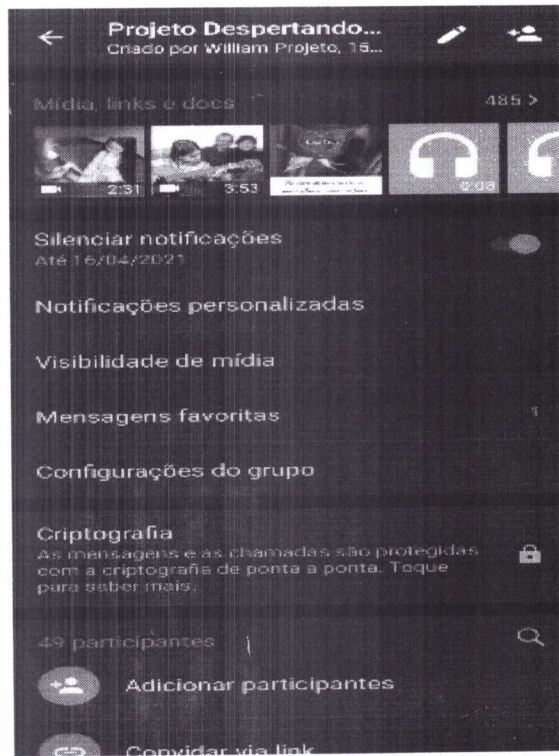 Projeto Despertando...
Criado por William Projeto, 15...
Mídia, links e docs 485 >
2:31 3:53 0:08
Silenciar notificações
Até 16/04/2021
Notificações personalizadas
Visibilidade de mídia
Mensagens favoritas 1
Configurações do grupo
Criptografia
As mensagens e as chamadas são protegidas
com a criptografia de ponta a ponta. Toque
para saber mais.
49 participantes
Adicionar participantes
Convidar via link